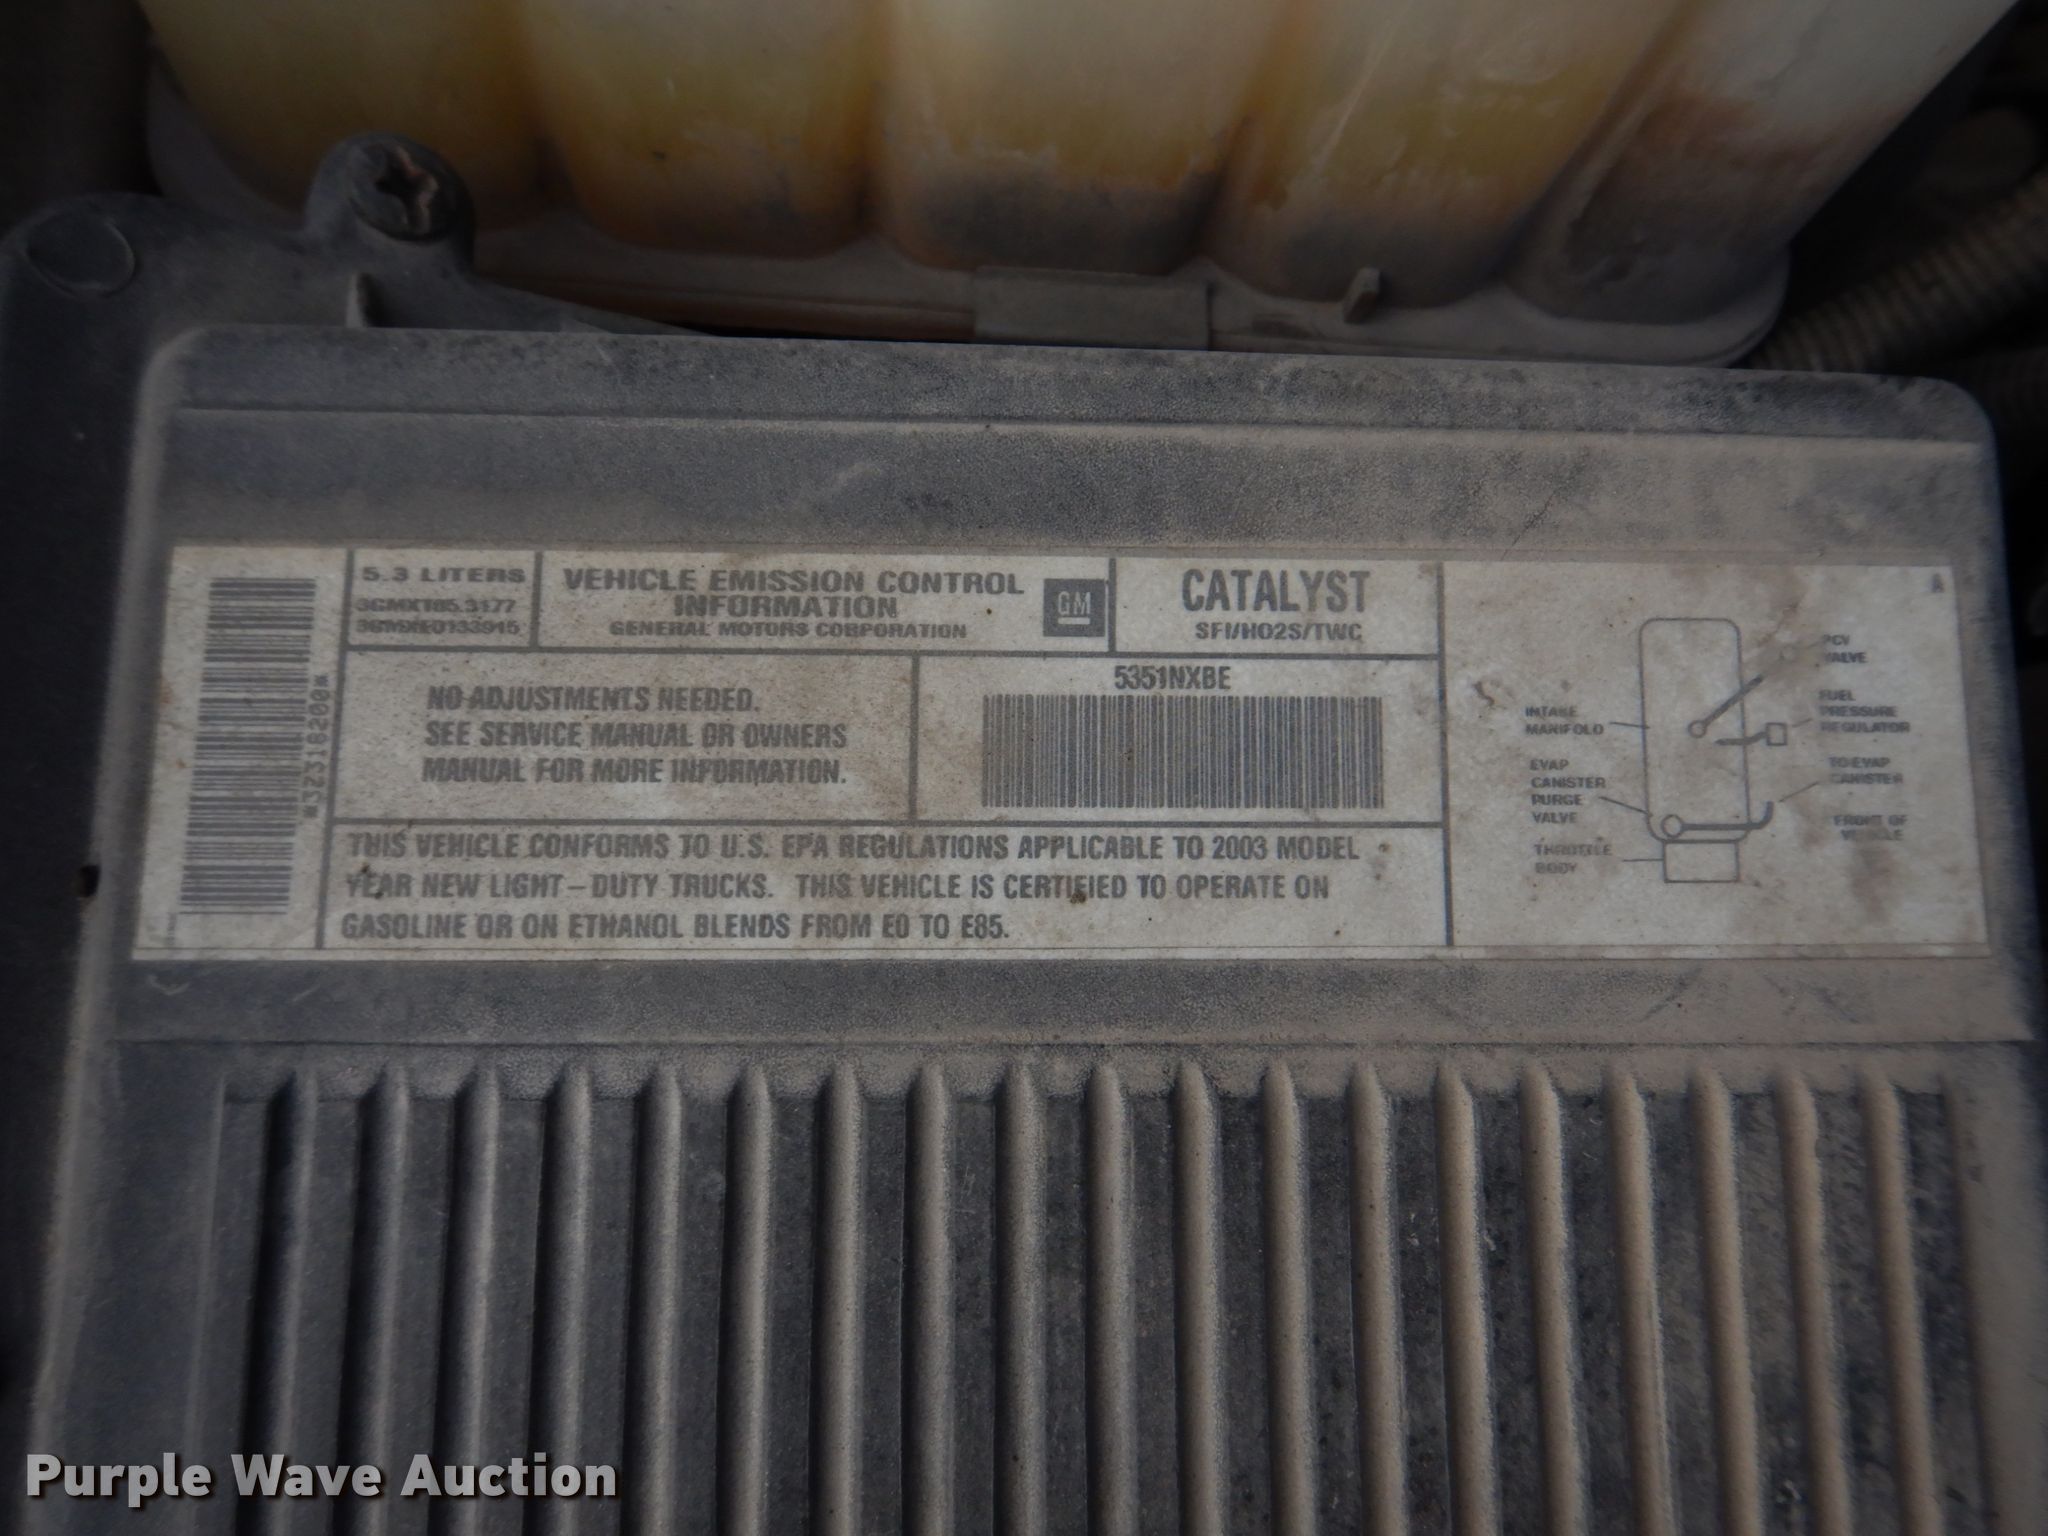 5.3 LITERS
3GMXT05.3177
3GMXE0133915
VEHICLE EMISSION CONTROL
INFORMATION
GENERAL MOTORS CORPORATION
GM
CATALYST
SFI/HO2S/TWC
A
NO ADJUSTMENTS NEEDED.
SEE SERVICE MANUAL OR OWNERS
MANUAL FOR MORE INFORMATION.
5351NXBE
THIS VEHICLE CONFORMS TO U.S. EPA REGULATIONS APPLICABLE TO 2003 MODEL
YEAR NEW LIGHT-DUTY TRUCKS. THIS VEHICLE IS CERTIFIED TO OPERATE ON
GASOLINE OR ON ETHANOL BLENDS FROM E0 TO E85.
PCV
VALVE
INTAKE
MANIFOLD
FUEL
PRESSURE
REGULATOR
EVAP
CANISTER
PURGE
VALVE
TO EVAP
CANISTER
THROTTLE
BODY
FRONT OF
VEHICLE
Purple Wave Auction